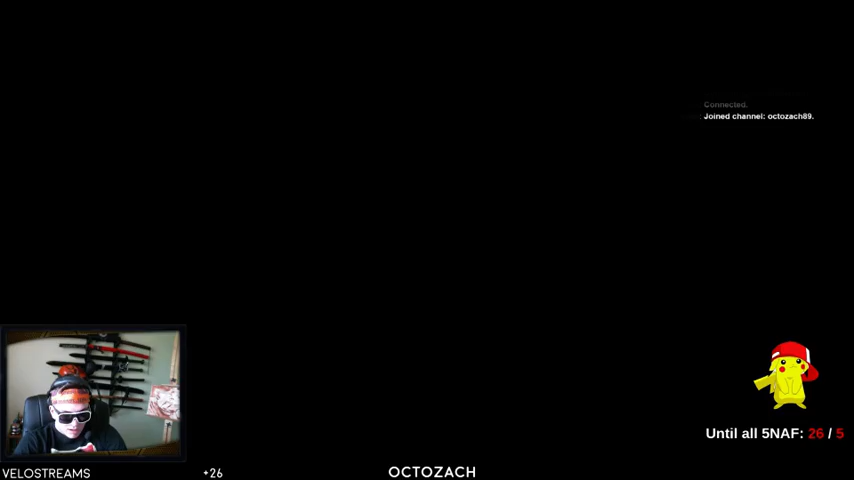 Connected.
Joined channel: octozach89.
Until all 5NAF: 26 / 5
VELOSTREAMS
+26
OCTOZACH